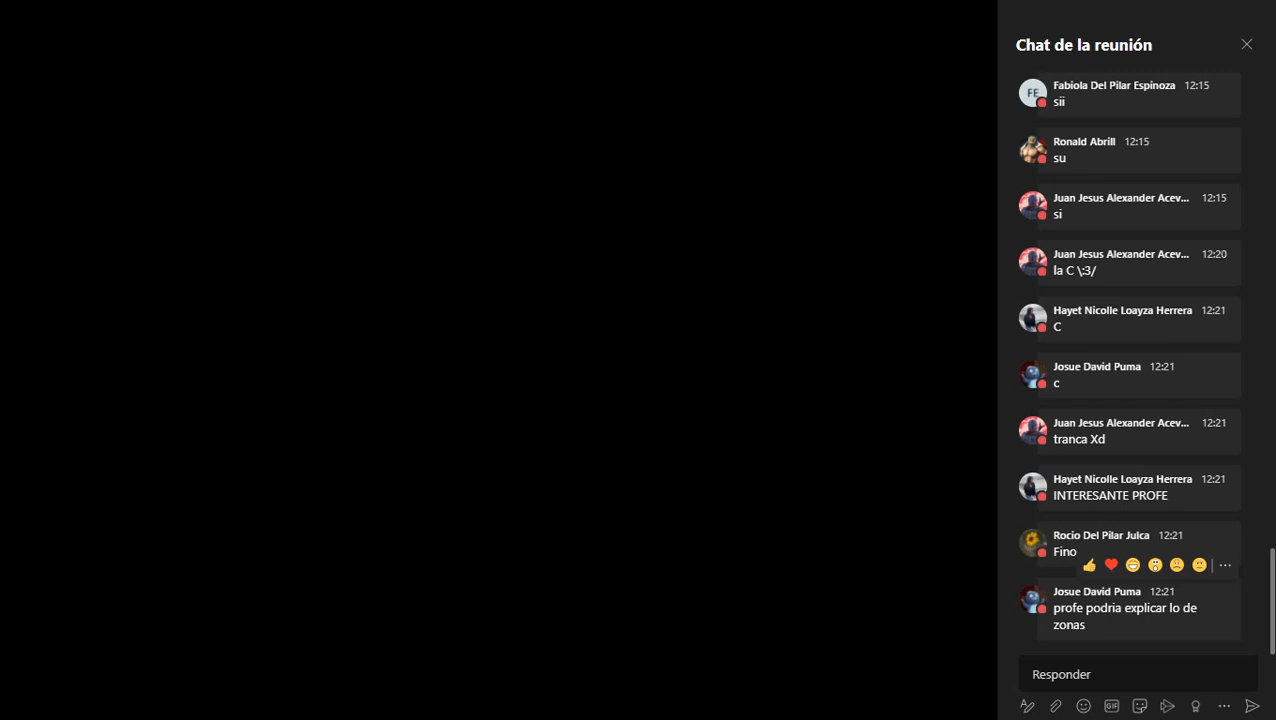 Chat de la reunión
FE
Fabiola Del Pilar Espinoza 12:15
sii
Ronald Abrill 12:15
su
Juan Jesus Alexander Acev... 12:15
si
Juan Jesus Alexander Acev... 12:20
la C \:3/
Hayet Nicolle Loayza Herrera 12:21
C
Josue David Puma 12:21
c
Juan Jesus Alexander Acev... 12:21
tranca Xd
Hayet Nicolle Loayza Herrera 12:21
INTERESANTE PROFE
Rocio Del Pilar Julca 12:21
Fino
Josue David Puma 12:21
profe podria explicar lo de
zonas
Responder
GIF